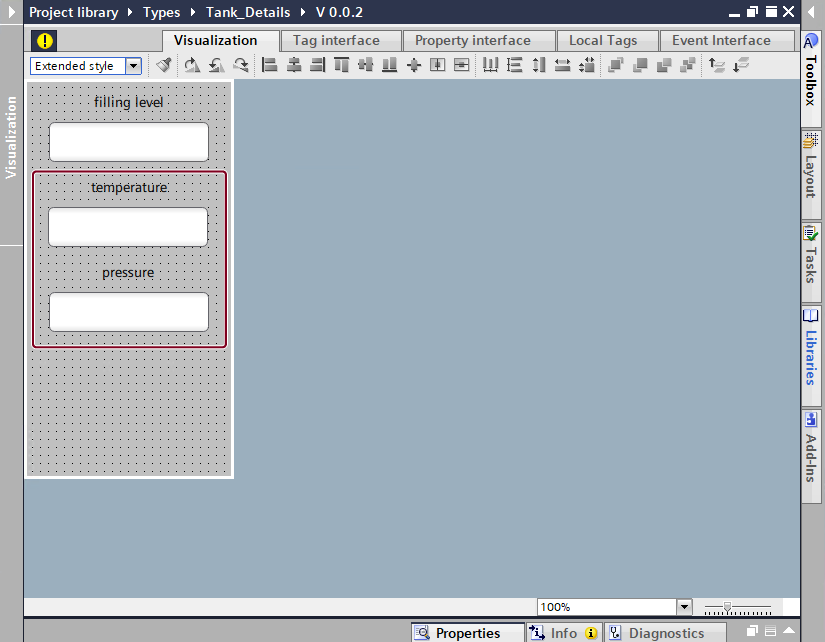 Project library ▸ Types ▸ Tank_Details ▸ V 0.0.2
Visualization
Tag interface
Property interface
Local Tags
Event Interface
Extended style
Visualization
filling level
temperature
pressure
Toolbox
Layout
Tasks
Libraries
Add-Ins
100%
Properties
Info
Diagnostics